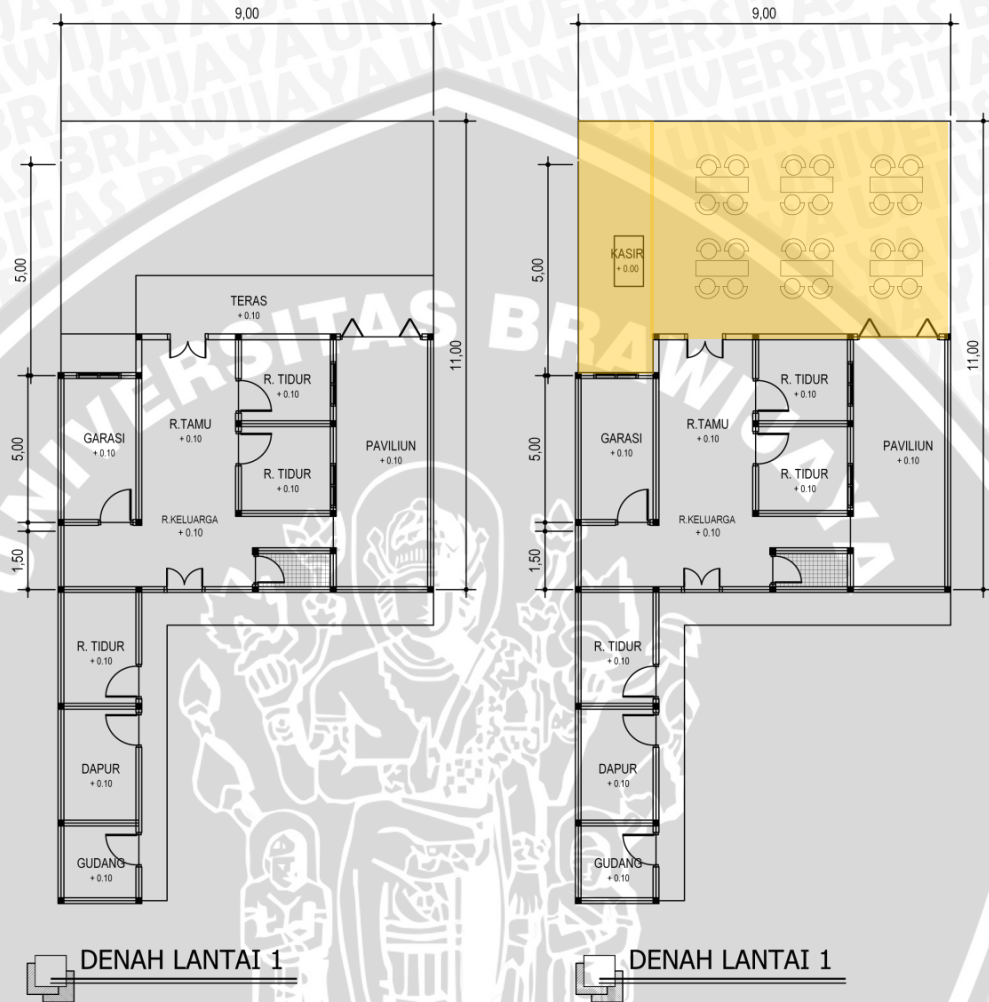 9,00
9,00
5,00
5,00
1,50
11,00
TERAS
+ 0.10
R. TIDUR
+ 0.10
GARASI
+ 0.10
R.TAMU
+ 0.10
PAVILIUN
+ 0.10
R. TIDUR
+ 0.10
R.KELUARGA
+ 0.10
R. TIDUR
+ 0.10
DAPUR
+ 0.10
GUDANG
+ 0.10
DENAH LANTAI 1
5,00
5,00
1,50
11,00
KASIR
+ 0.00
R. TIDUR
+ 0.10
GARASI
+ 0.10
R.TAMU
+ 0.10
PAVILIUN
+ 0.10
R. TIDUR
+ 0.10
R.KELUARGA
+ 0.10
R. TIDUR
+ 0.10
DAPUR
+ 0.10
GUDANG
+ 0.10
DENAH LANTAI 1
UNIVERSITAS BRAWIJAYA